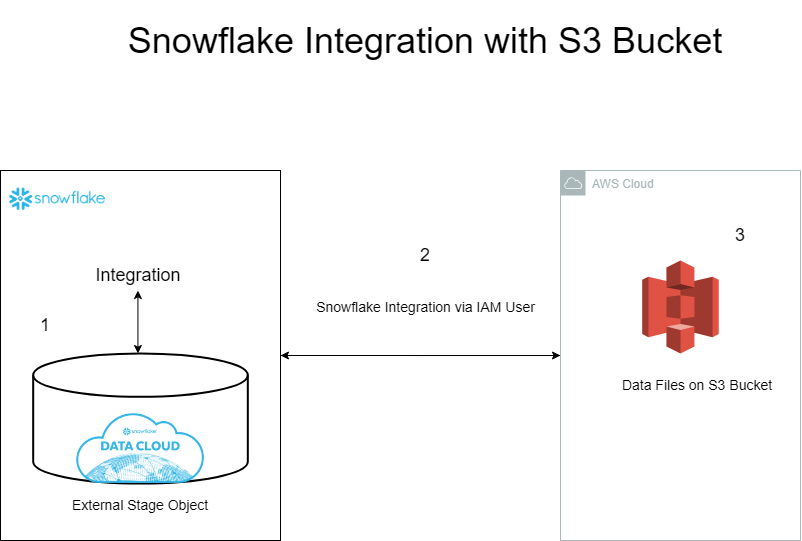 Snowflake Integration with S3 Bucket
snowflake
AWS Cloud
3
2
Integration
Snowflake Integration via IAM User
1
Data Files on S3 Bucket
snowflake
DATA CLOUD
External Stage Object